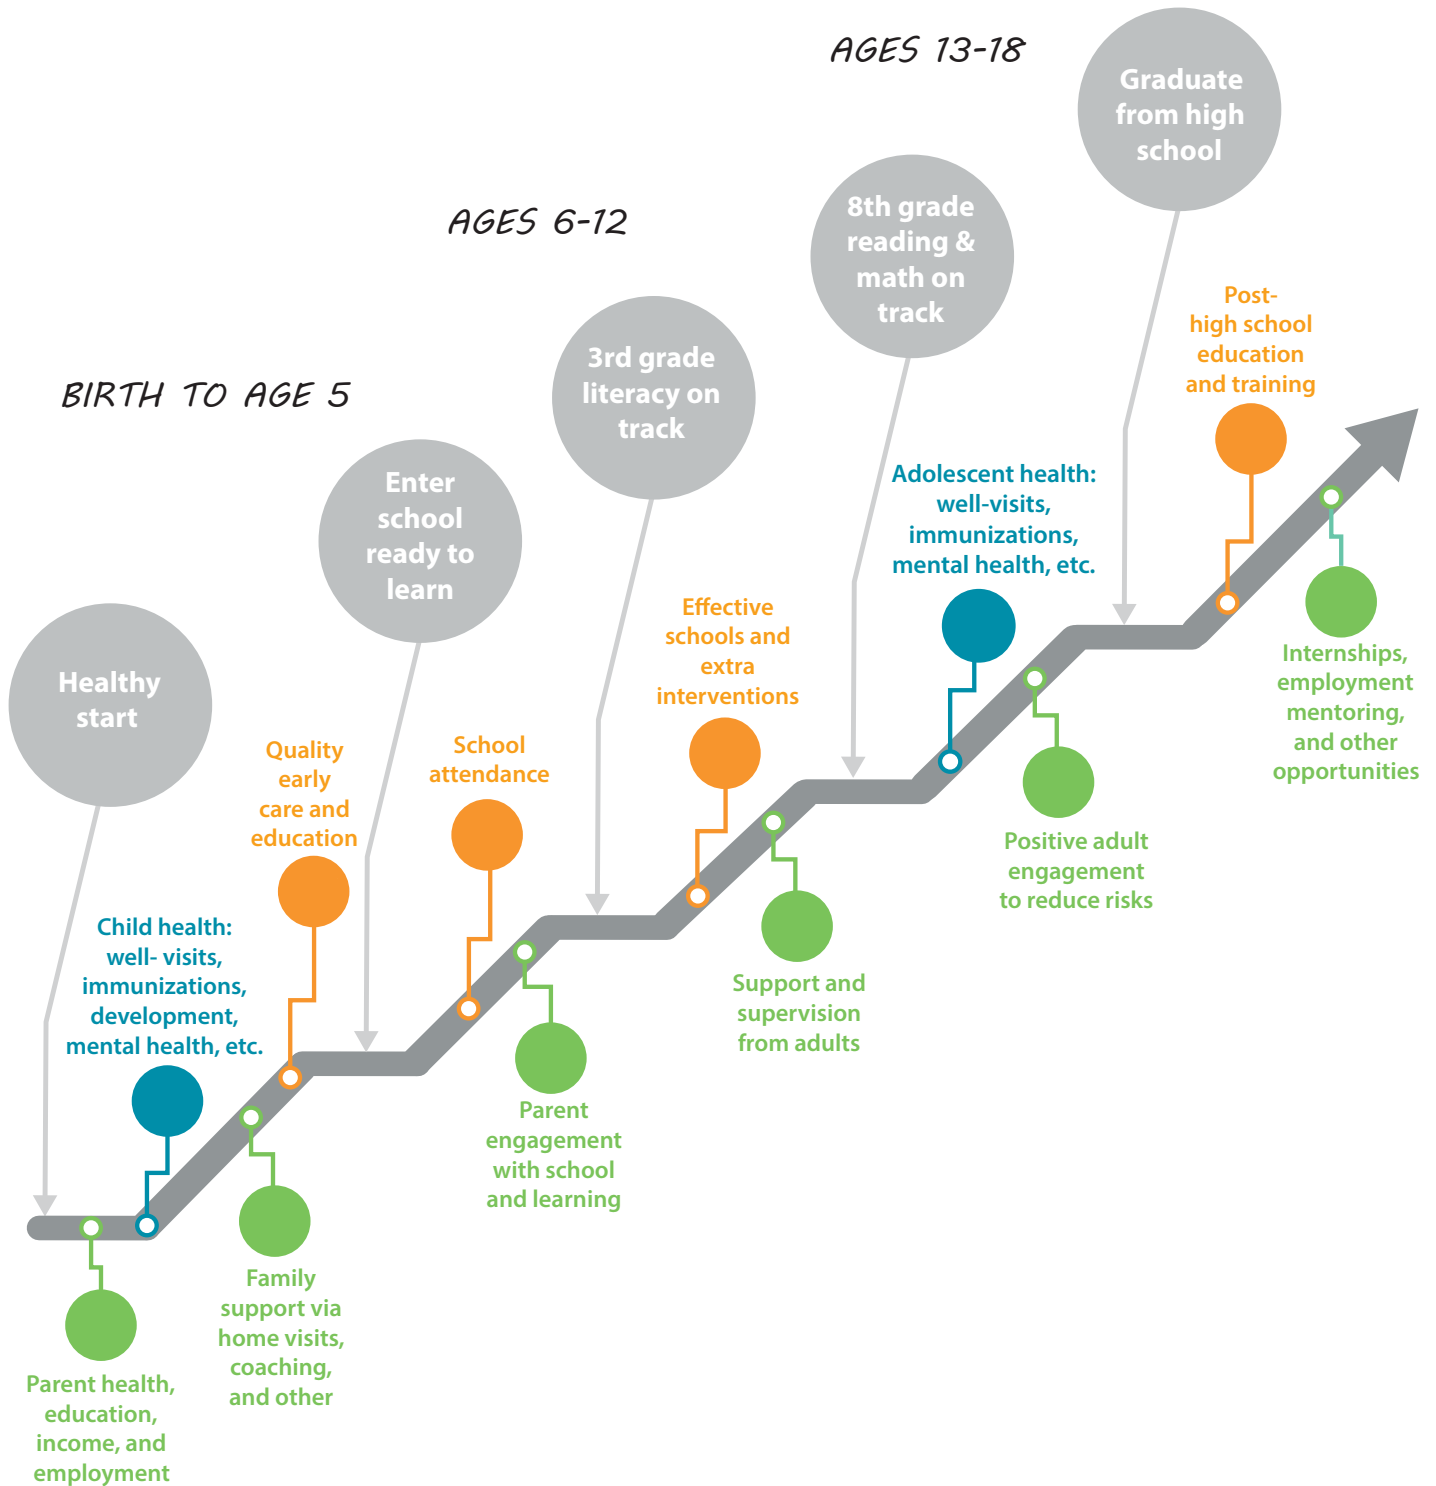 AGES 13-18
Graduate
from high
school
8th grade
reading &
math on
track
AGES 6-12
Post-
high school
education
and training
3rd grade
literacy on
track
BIRTH TO AGE 5
Enter
school
ready to
learn
Adolescent health:
well-visits,
immunizations,
mental health, etc.
Effective
schools and
extra
interventions
Healthy
start
Internships,
employment
mentoring,
and other
opportunities
Quality
early
care and
education
School
attendance
Positive adult
engagement
to reduce risks
Child health:
well- visits,
immunizations,
development,
mental health, etc.
Support and
supervision
from adults
Parent
engagement
with school
and learning
Family
support via
home visits,
coaching,
and other
Parent health,
education,
income, and
employment